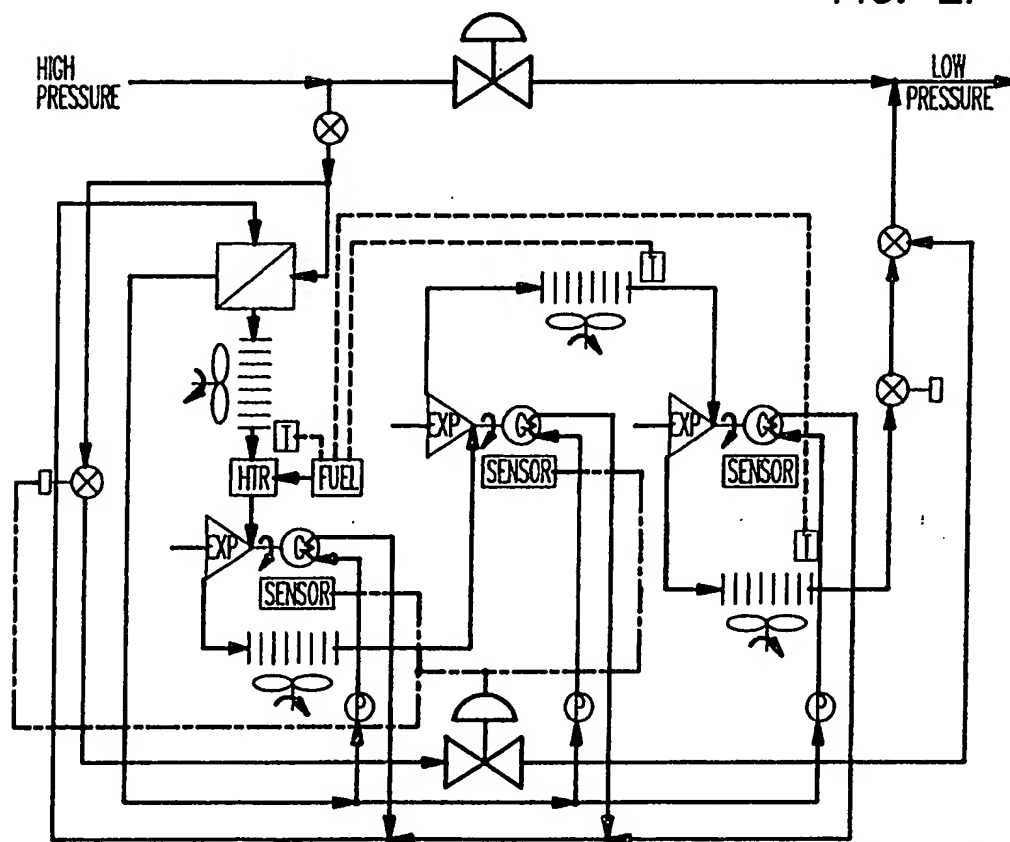 HIGH
PRESSURE
LOW
PRESSURE
T
T
HTR
FUEL
EXP
G
SENSOR
EXP
G
SENSOR
EXP
G
SENSOR
T
P
P
P